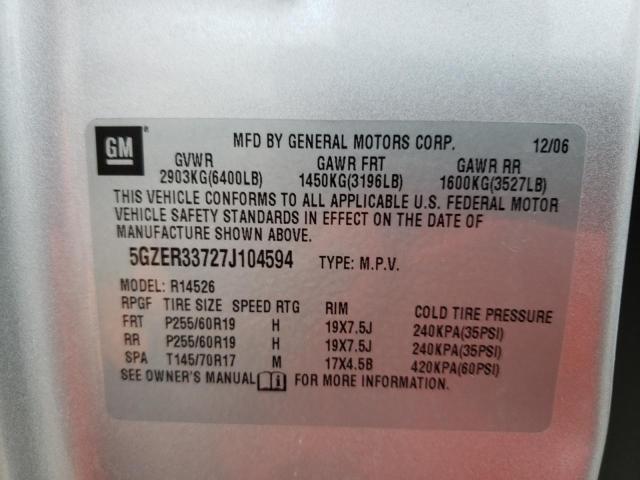 GM
®
MFD BY GENERAL MOTORS CORP. 12/06
GVWR GAWR FRT GAWR RR
2903KG(6400LB) 1450KG(3196LB) 1600KG(3527LB)
THIS VEHICLE CONFORMS TO ALL APPLICABLE U.S. FEDERAL MOTOR
VEHICLE SAFETY STANDARDS IN EFFECT ON THE DATE OF
MANUFACTURE SHOWN ABOVE.
5GZER33727J104594 TYPE: M.P.V.
MODEL: R14526
RPGF TIRE SIZE SPEED RTG RIM COLD TIRE PRESSURE
FRT P255/60R19 H 19X7.5J 240KPA(35PSI)
RR P255/60R19 H 19X7.5J 240KPA(35PSI)
SPA T145/70R17 M 17X4.5B 420KPA(60PSI)
SEE OWNER'S MANUAL FOR MORE INFORMATION.